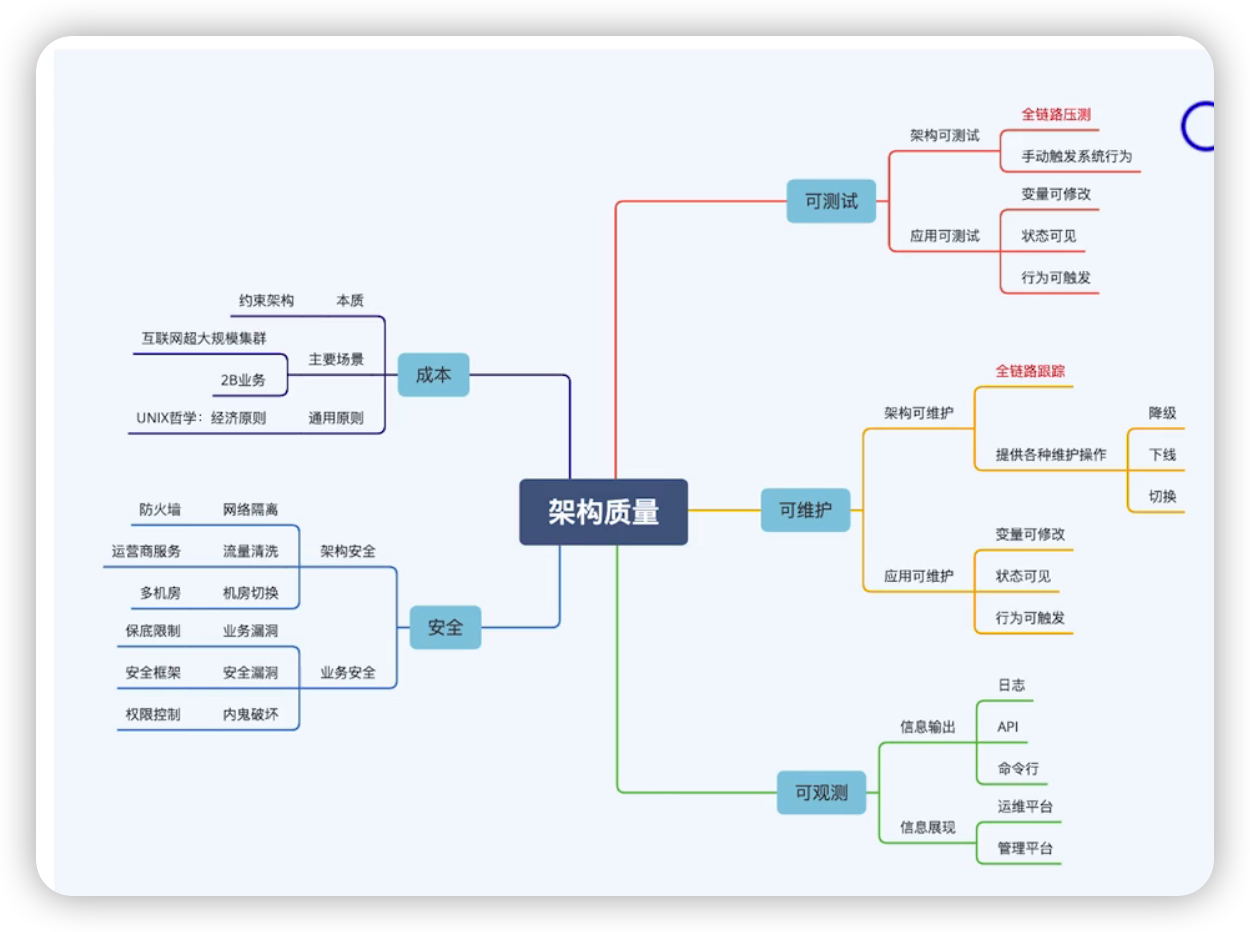 架构质量
可测试
架构可测试
全链路压测
手动触发系统行为
应用可测试
变量可修改
状态可见
行为可触发
可维护
架构可维护
全链路跟踪
提供各种维护操作
降级
下线
切换
应用可维护
变量可修改
状态可见
行为可触发
可观测
信息输出
日志
API
命令行
信息展现
运维平台
管理平台
成本
本质
约束架构
主要场景
互联网超大规模集群
2B业务
通用原则
UNIX哲学：经济原则
安全
架构安全
网络隔离
防火墙
流量清洗
运营商服务
机房切换
多机房
业务安全
业务漏洞
保底限制
安全漏洞
安全框架
内鬼破坏
权限控制